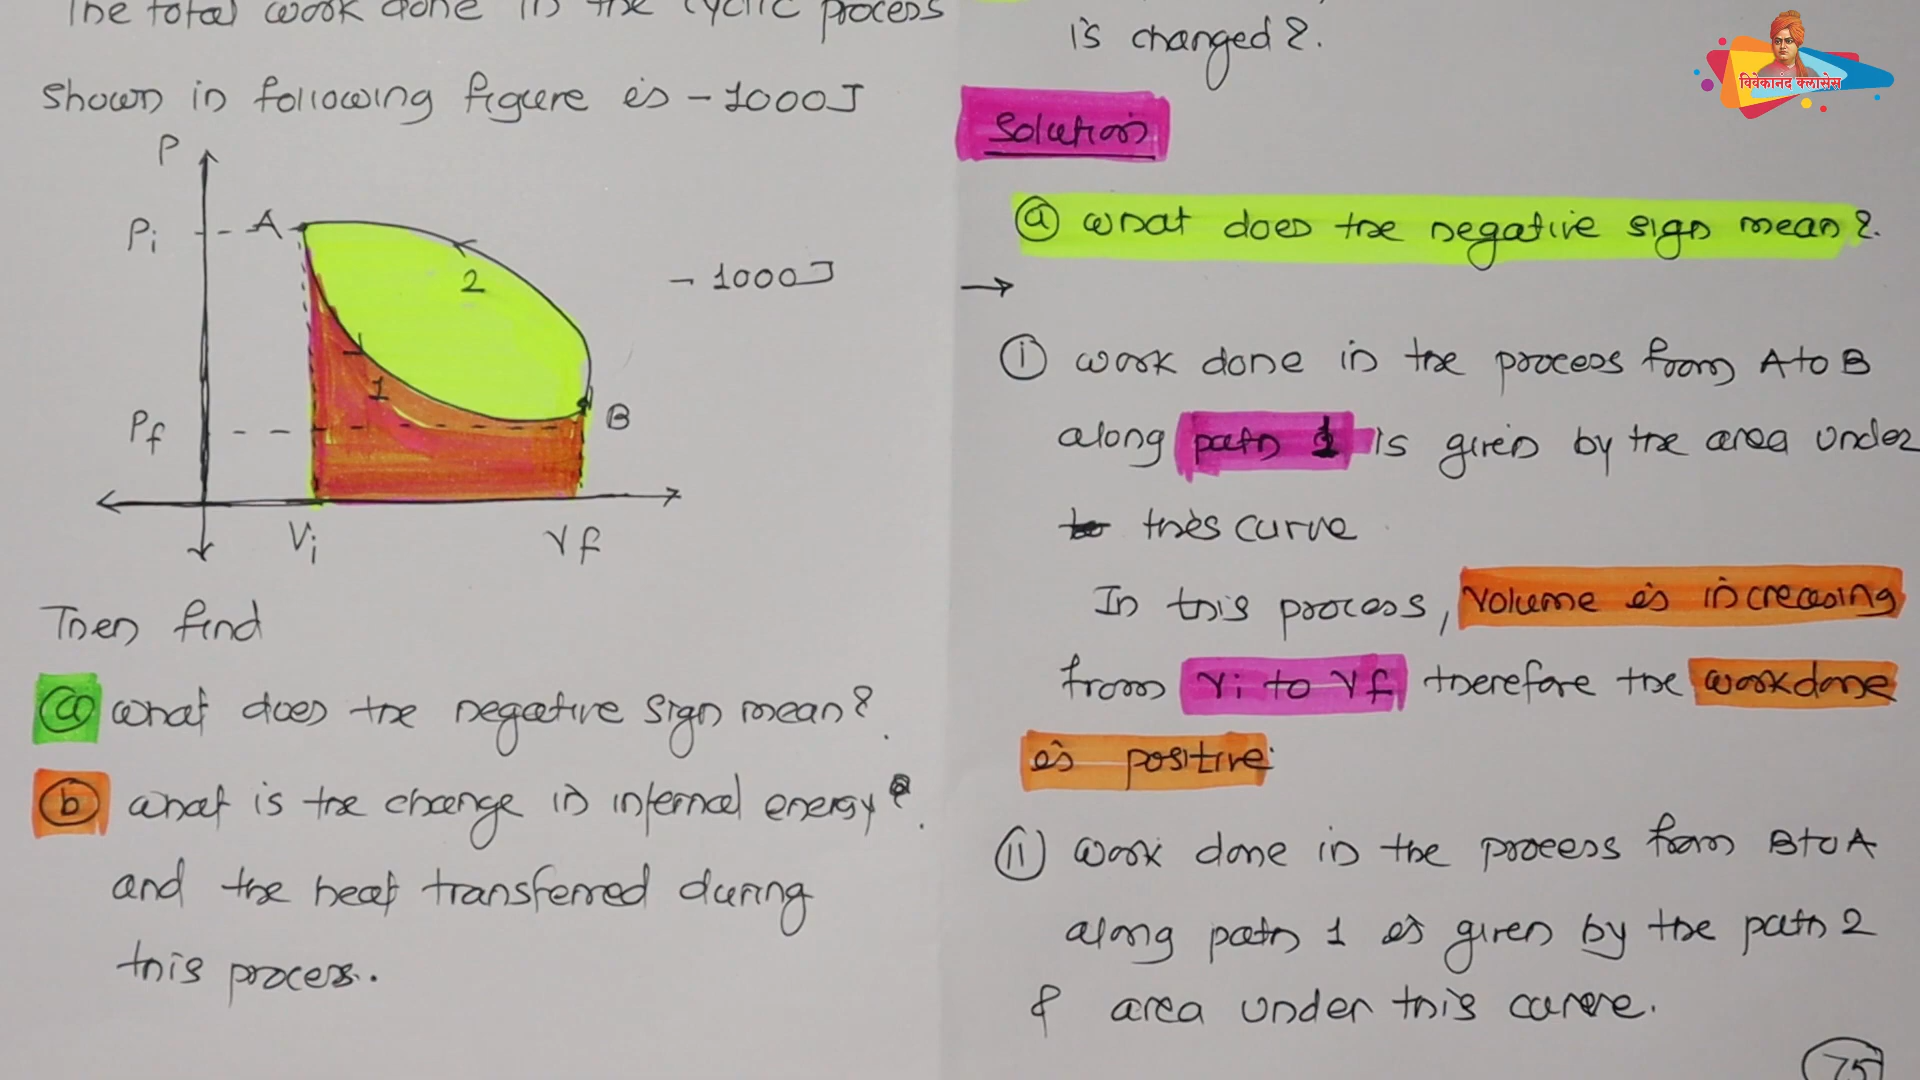 The total work done in the cyclic process
shown in following figure is - 1000J
P
Pi
A
2
- 1000J
1
Pf
B
Vi
Vf
Then find
(a) what does the negative sign mean?
(b) what is the change in internal energy?
and the heat transferred during
this process.
is changed?
Solution
(a) what does the negative sign mean?
→
(i) work done in the process from A to B
along path 1 is given by the area under
this curve
In this process, volume is increasing
from Vi to Vf therefore the work done
is positive
(ii) work done in the process from B to A
along path 1 is given by the path 2
& area under this curve.
75
विवेकानंद क्लासेस